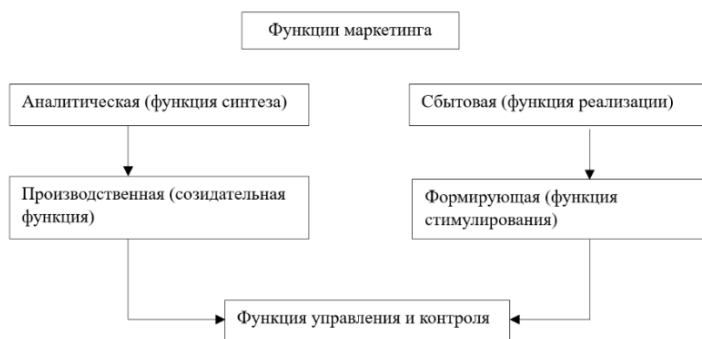 Функции маркетинга
Аналитическая (функция синтеза)
Сбытовая (функция реализации)
Производственная (созидательная
функция)
Формирующая (функция
стимулирования)
Функция управления и контроля